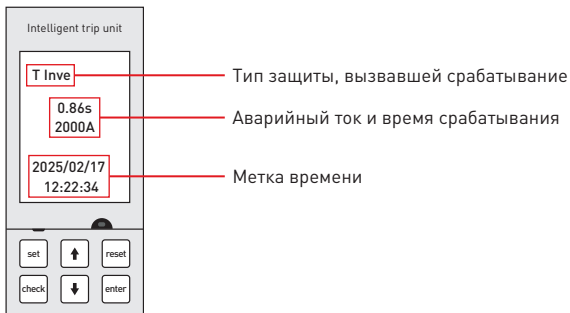 Intelligent trip unit
T Inve
Тип защиты, вызвавшей срабатывание
0.86s
2000A
Аварийный ток и время срабатывания
2025/02/17
12:22:34
Метка времени
set
reset
check
enter